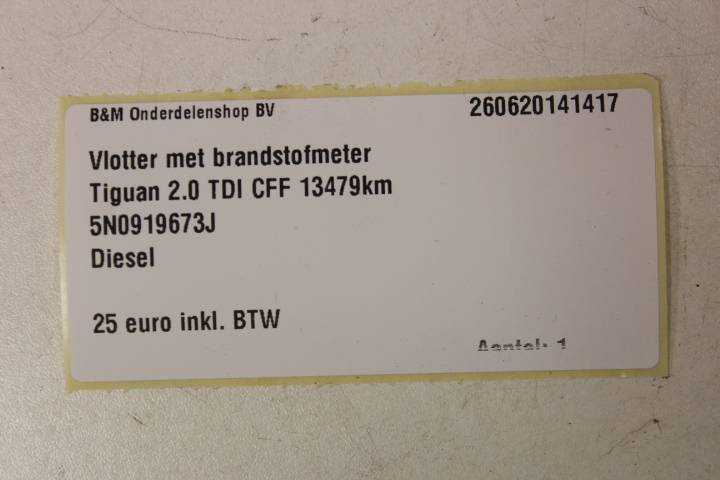 B&M Onderdelenshop BV 260620141417
Vlotter met brandstofmeter
Tiguan 2.0 TDI CFF 13479km
5N0919673J
Diesel
25 euro inkl. BTW
Aantal: 1